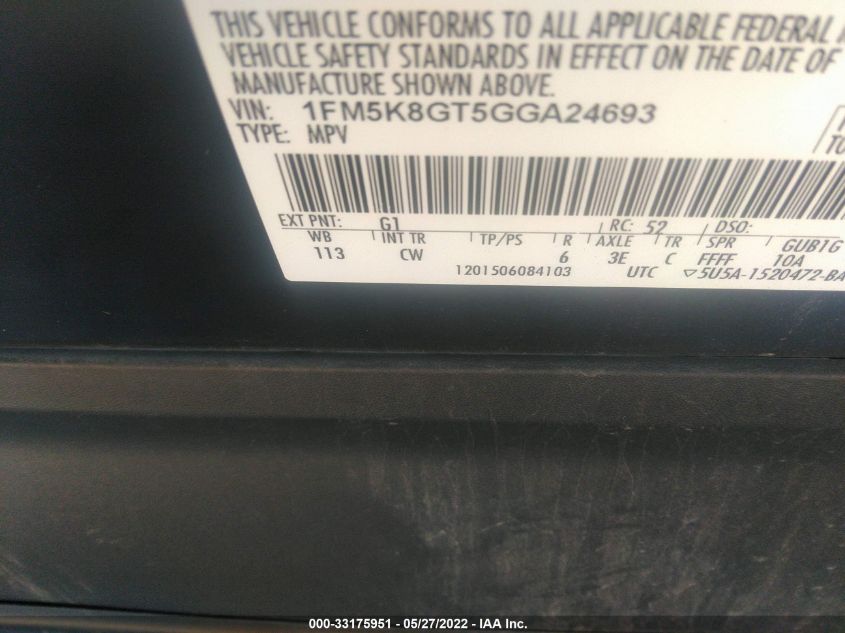 THIS VEHICLE CONFORMS TO ALL APPLICABLE FEDERAL
VEHICLE SAFETY STANDARDS IN EFFECT ON THE DATE OF
MANUFACTURE SHOWN ABOVE.
VIN: 1FM5K8GT5GGA24693
TYPE: MPV
EXT PNT: G1 RC: 52 DSO:
WB INT TR TP/PS R AXLE TR SPR GUB1G
113 CW 6 3E C FFFF 10A
1201506084103 UTC ▽5U5A-1520472-BA
000-33175951 - 05/27/2022 - IAA Inc.